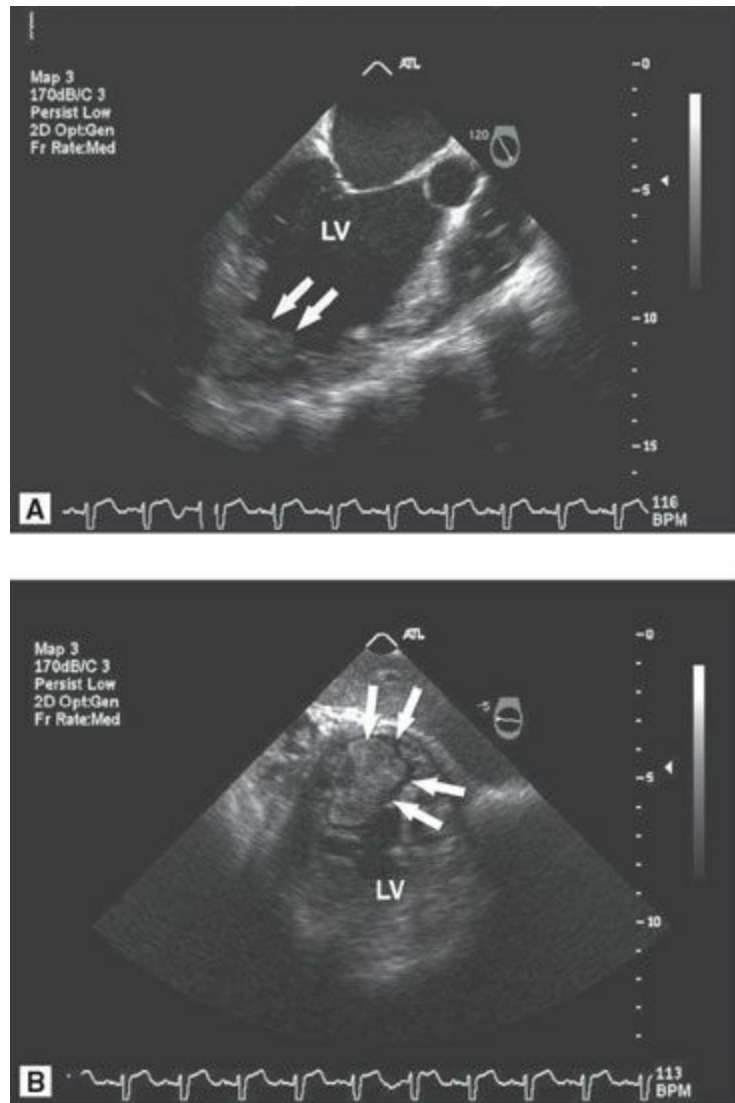 Map 3
170dB/C 3
Persist Low
2D Opt:Gen
Fr Rate:Med
ATL
0
120
5
LV
10
15
A
116
BPM
Map 3
170dB/C 3
Persist Low
2D Opt:Gen
Fr Rate:Med
ATL
0
-5
5
LV
10
B
113
BPM